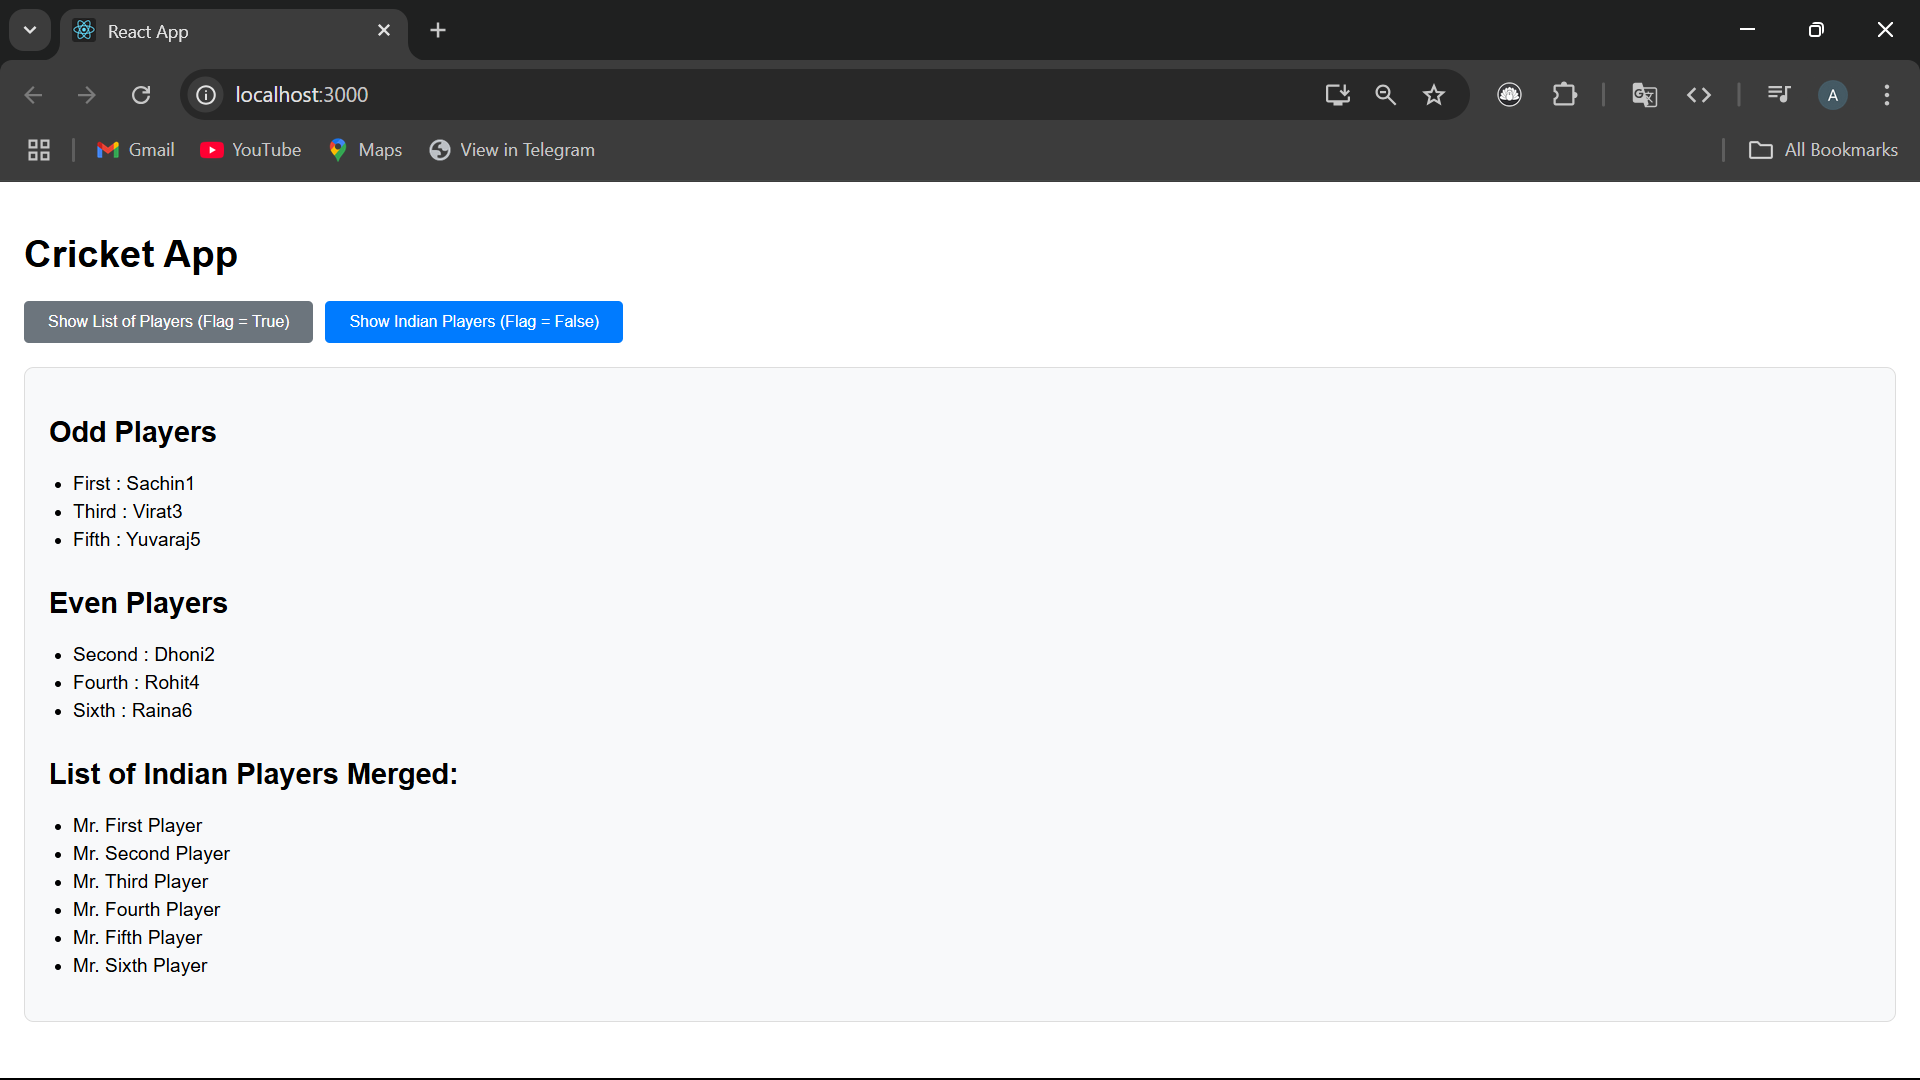 React App
localhost:3000
A
Gmail
YouTube
Maps
View in Telegram
All Bookmarks
Cricket App
Show List of Players (Flag = True)
Show Indian Players (Flag = False)
Odd Players
First : Sachin1
Third : Virat3
Fifth : Yuvaraj5
Even Players
Second : Dhoni2
Fourth : Rohit4
Sixth : Raina6
List of Indian Players Merged:
Mr. First Player
Mr. Second Player
Mr. Third Player
Mr. Fourth Player
Mr. Fifth Player
Mr. Sixth Player